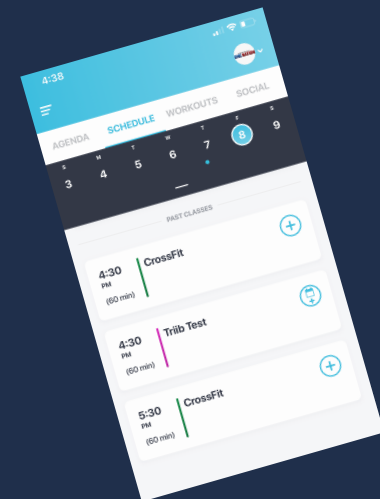 4:38
AGENDA SCHEDULE WORKOUTS SOCIAL
S M T W T F S
3 4 5 6 7 8 9
PAST CLASSES
4:30 PM (60 min) CrossFit
4:30 PM (60 min) Triib Test
5:30 PM (60 min) CrossFit